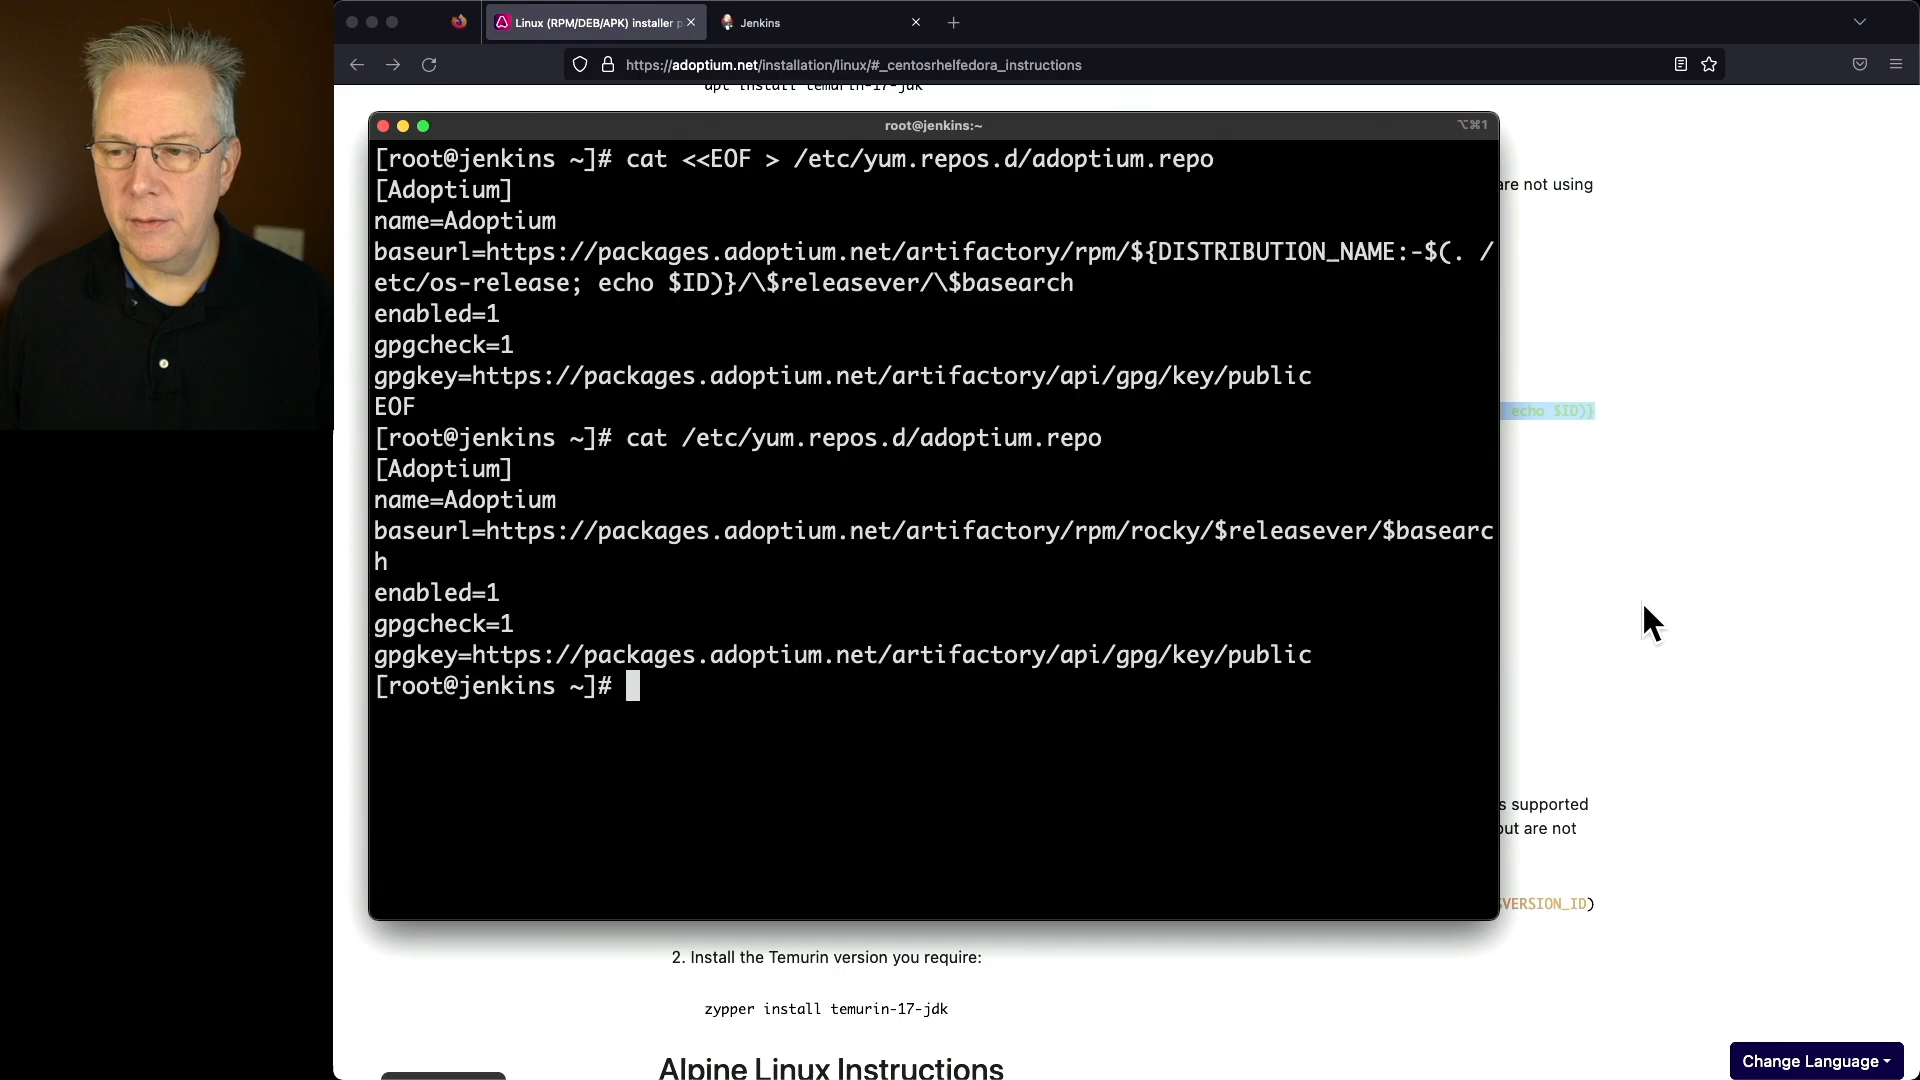 Linux (RPM/DEB/APK) installer p
Jenkins
https://adoptium.net/installation/linux/#_centosrhelfedora_instructions
apt install temurin-17-jdk
root@jenkins:~
⌥⌘1
[root@jenkins ~]# cat <<EOF > /etc/yum.repos.d/adoptium.repo
[Adoptium]
name=Adoptium
baseurl=https://packages.adoptium.net/artifactory/rpm/${DISTRIBUTION_NAME:-$(. /
etc/os-release; echo $ID)}/\$releasever/\$basearch
enabled=1
gpgcheck=1
gpgkey=https://packages.adoptium.net/artifactory/api/gpg/key/public
EOF
[root@jenkins ~]# cat /etc/yum.repos.d/adoptium.repo
[Adoptium]
name=Adoptium
baseurl=https://packages.adoptium.net/artifactory/rpm/rocky/$releasever/$basearc
h
enabled=1
gpgcheck=1
gpgkey=https://packages.adoptium.net/artifactory/api/gpg/key/public
[root@jenkins ~]#
are not using
echo $ID)}
s supported
but are not
VERSION_ID)
2. Install the Temurin version you require:
zypper install temurin-17-jdk
Alpine Linux Instructions
Change Language